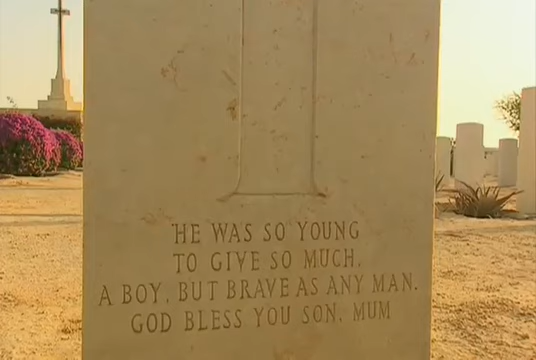 HE WAS SO YOUNG
TO GIVE SO MUCH.
A BOY, BUT BRAVE AS ANY MAN.
GOD BLESS YOU SON. MUM